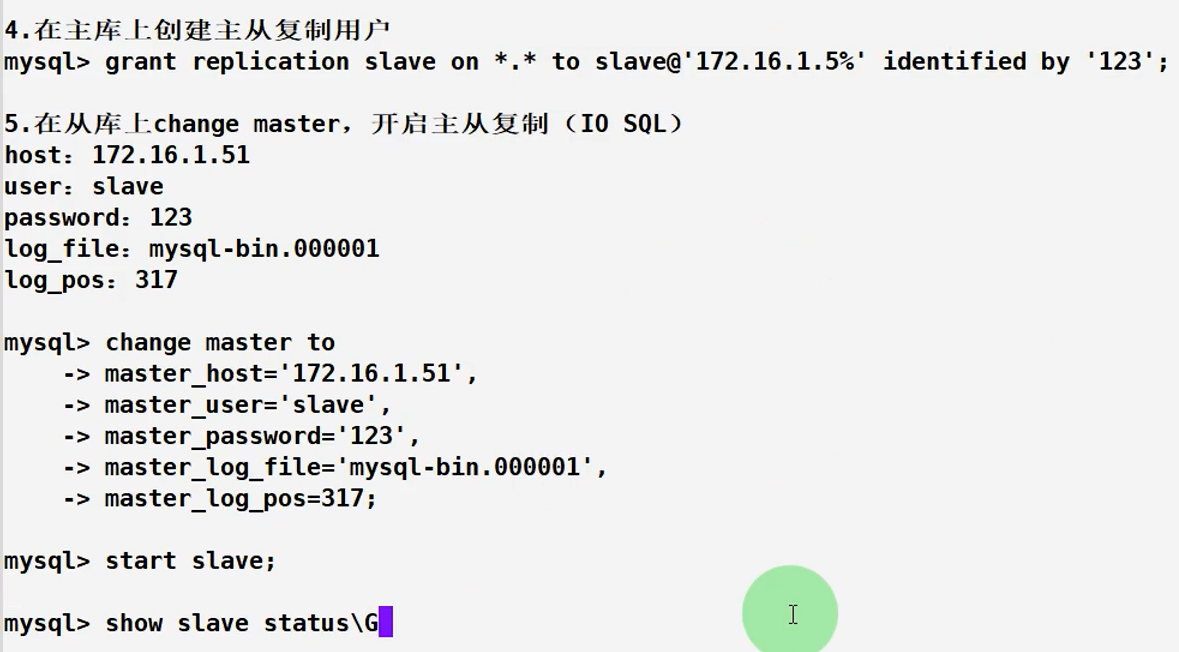 4.在主库上创建主从复制用户
mysql> grant replication slave on *.* to slave@'172.16.1.5%' identified by '123';
5.在从库上change master，开启主从复制（IO SQL）
host：172.16.1.51
user：slave
password：123
log_file：mysql-bin.000001
log_pos：317
mysql> change master to
-> master_host='172.16.1.51',
-> master_user='slave',
-> master_password='123',
-> master_log_file='mysql-bin.000001',
-> master_log_pos=317;
mysql> start slave;
mysql> show slave status\G